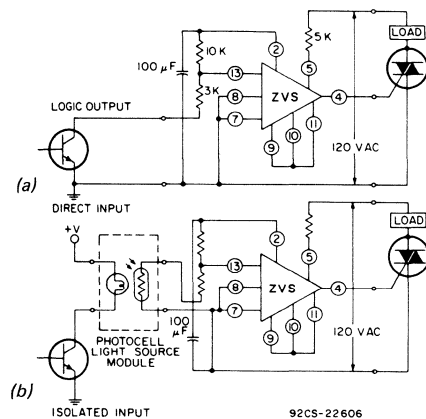 5 K
LOAD
2
10 K
100 µF
13
5
LOGIC OUTPUT
3K
8
ZVS
4
7
11
10
9
120 VAC
(a)
DIRECT INPUT
+V
LOAD
2
5
13
8
ZVS
4
7
11
10
9
PHOTOCELL
LIGHT SOURCE
MODULE
100
µF
120 VAC
(b)
ISOLATED INPUT
92CS-22606